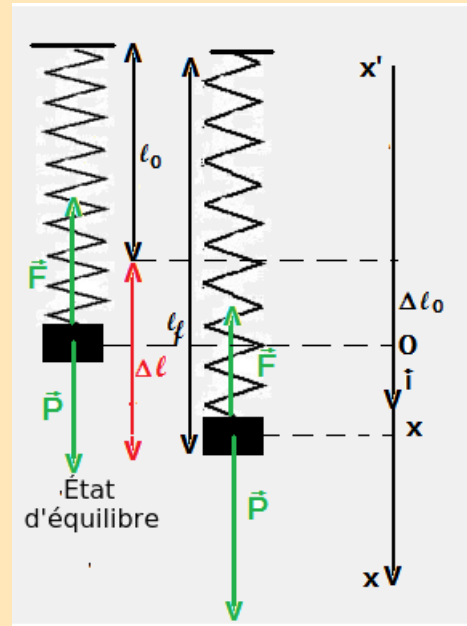 x'
ℓ₀
F⃗
Δℓ₀
ℓf
O
F⃗
i⃗
Δℓ
P⃗
x
État
d'équilibre
P⃗
x